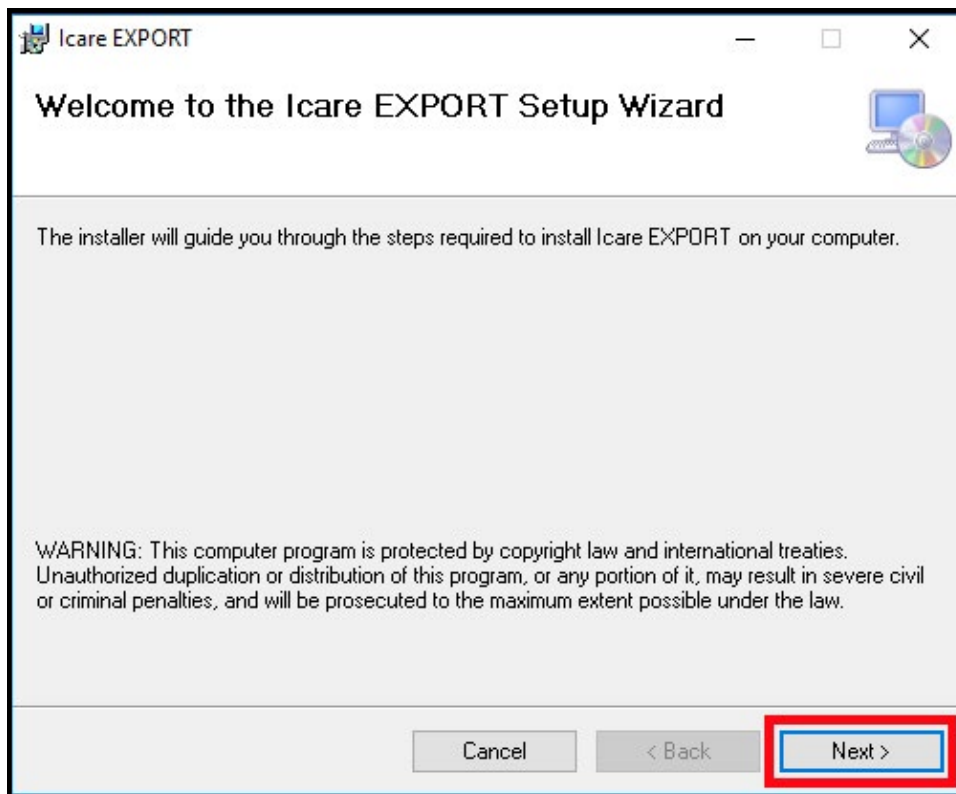 Icare EXPORT
Welcome to the Icare EXPORT Setup Wizard
The installer will guide you through the steps required to install Icare EXPORT on your computer.
WARNING: This computer program is protected by copyright law and international treaties.
Unauthorized duplication or distribution of this program, or any portion of it, may result in severe civil
or criminal penalties, and will be prosecuted to the maximum extent possible under the law.
Cancel < Back Next >